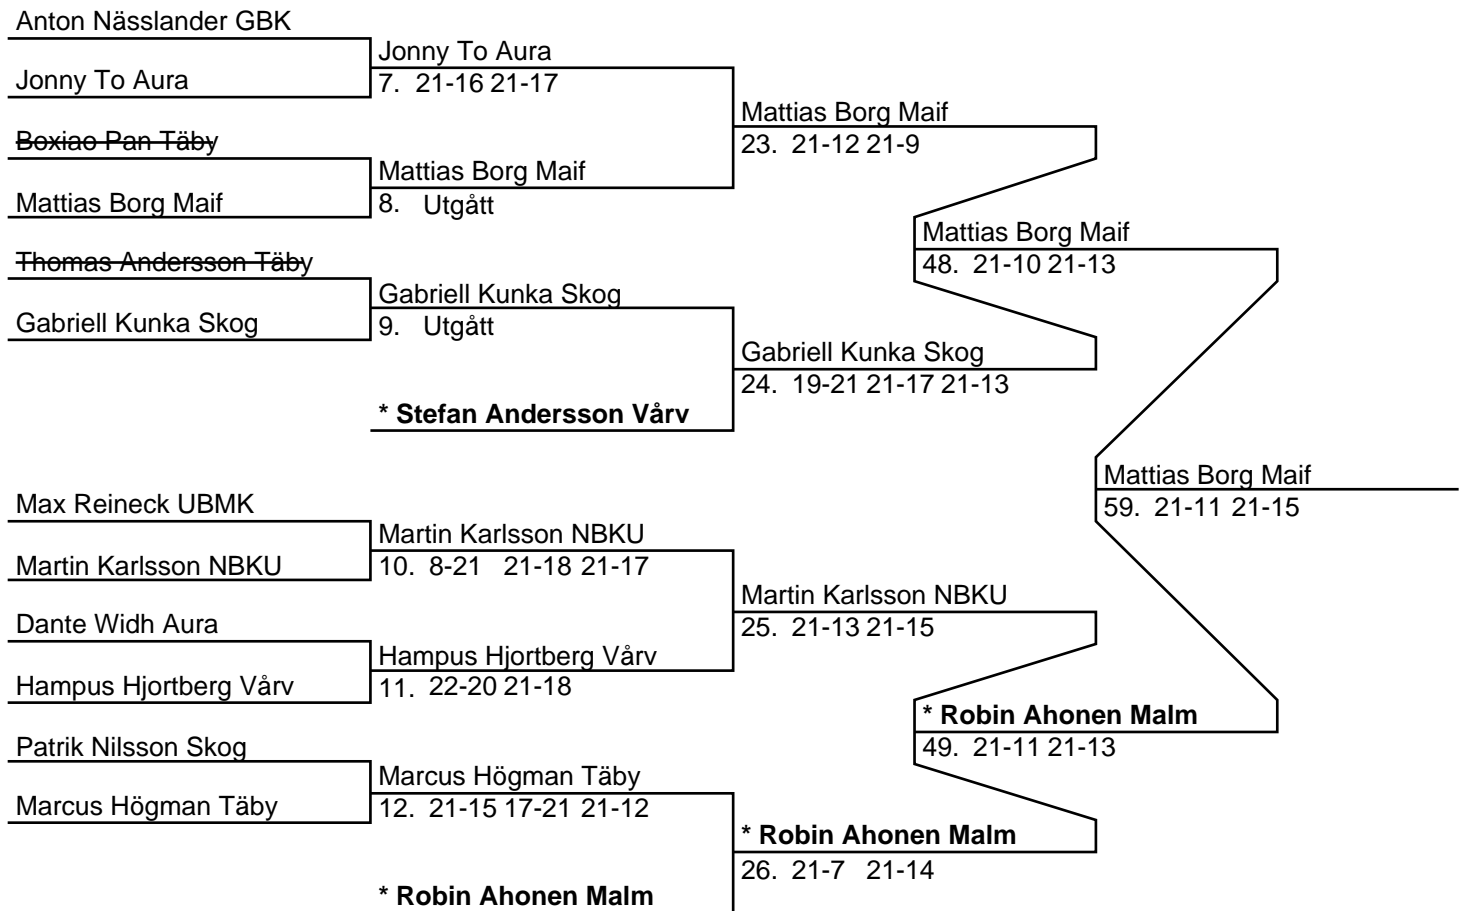 Anton Nässlander GBK
Jonny To Aura
Jonny To Aura
7. 21-16 21-17
Mattias Borg Maif
23. 21-12 21-9
Boxiao Pan Täby
Mattias Borg Maif
Mattias Borg Maif
8. Utgått
Mattias Borg Maif
48. 21-10 21-13
Thomas Andersson Täby
Gabriell Kunka Skog
Gabriell Kunka Skog
9. Utgått
Gabriell Kunka Skog
24. 19-21 21-17 21-13
* Stefan Andersson Vårv
Mattias Borg Maif
59. 21-11 21-15
Max Reineck UBMK
Martin Karlsson NBKU
Martin Karlsson NBKU
10. 8-21 21-18 21-17
Martin Karlsson NBKU
25. 21-13 21-15
Dante Widh Aura
Hampus Hjortberg Vårv
Hampus Hjortberg Vårv
11. 22-20 21-18
* Robin Ahonen Malm
49. 21-11 21-13
Patrik Nilsson Skog
Marcus Högman Täby
Marcus Högman Täby
12. 21-15 17-21 21-12
* Robin Ahonen Malm
26. 21-7 21-14
* Robin Ahonen Malm